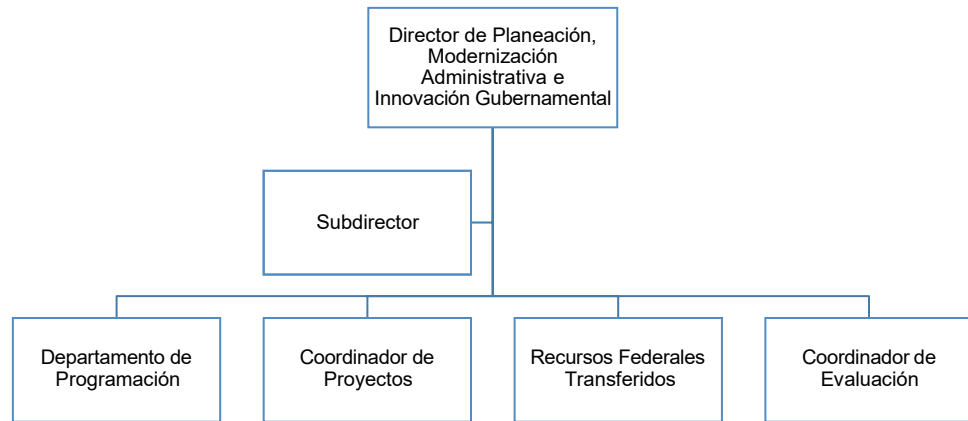 Director de Planeación,
Modernización
Administrativa e
Innovación Gubernamental
Subdirector
Departamento de
Programación
Coordinador de
Proyectos
Recursos Federales
Transferidos
Coordinador de
Evaluación